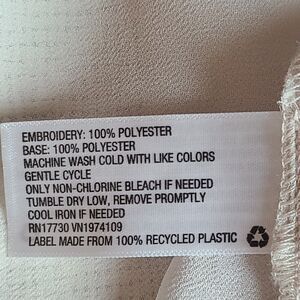 EMBROIDERY: 100% POLYESTER
BASE: 100% POLYESTER
MACHINE WASH COLD WITH LIKE COLORS
GENTLE CYCLE
ONLY NON-CHLORINE BLEACH IF NEEDED
TUMBLE DRY LOW, REMOVE PROMPTLY
COOL IRON IF NEEDED
RN17730 VN1974109
LABEL MADE FROM 100% RECYCLED PLASTIC